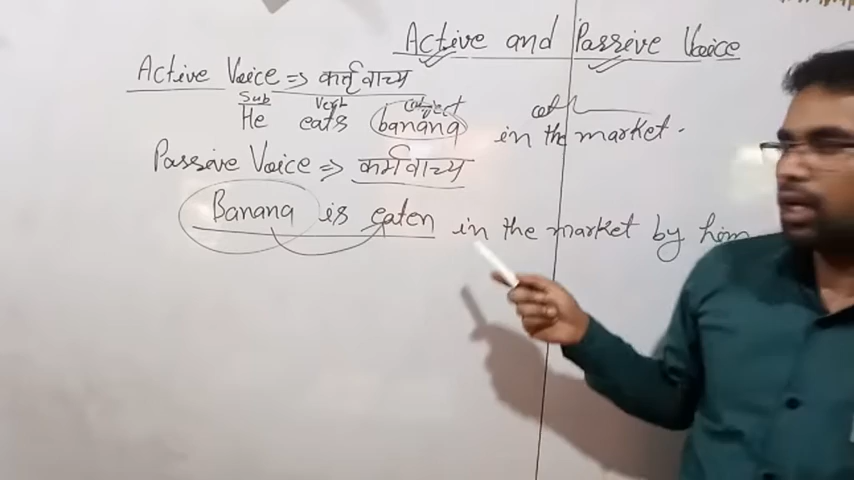 Active and Passive Voice
Active Voice => कर्तृवाच्य
Sub Verb object
He eats banana in the market.
Passive Voice => कर्मवाच्य
Banana is eaten in the market by him